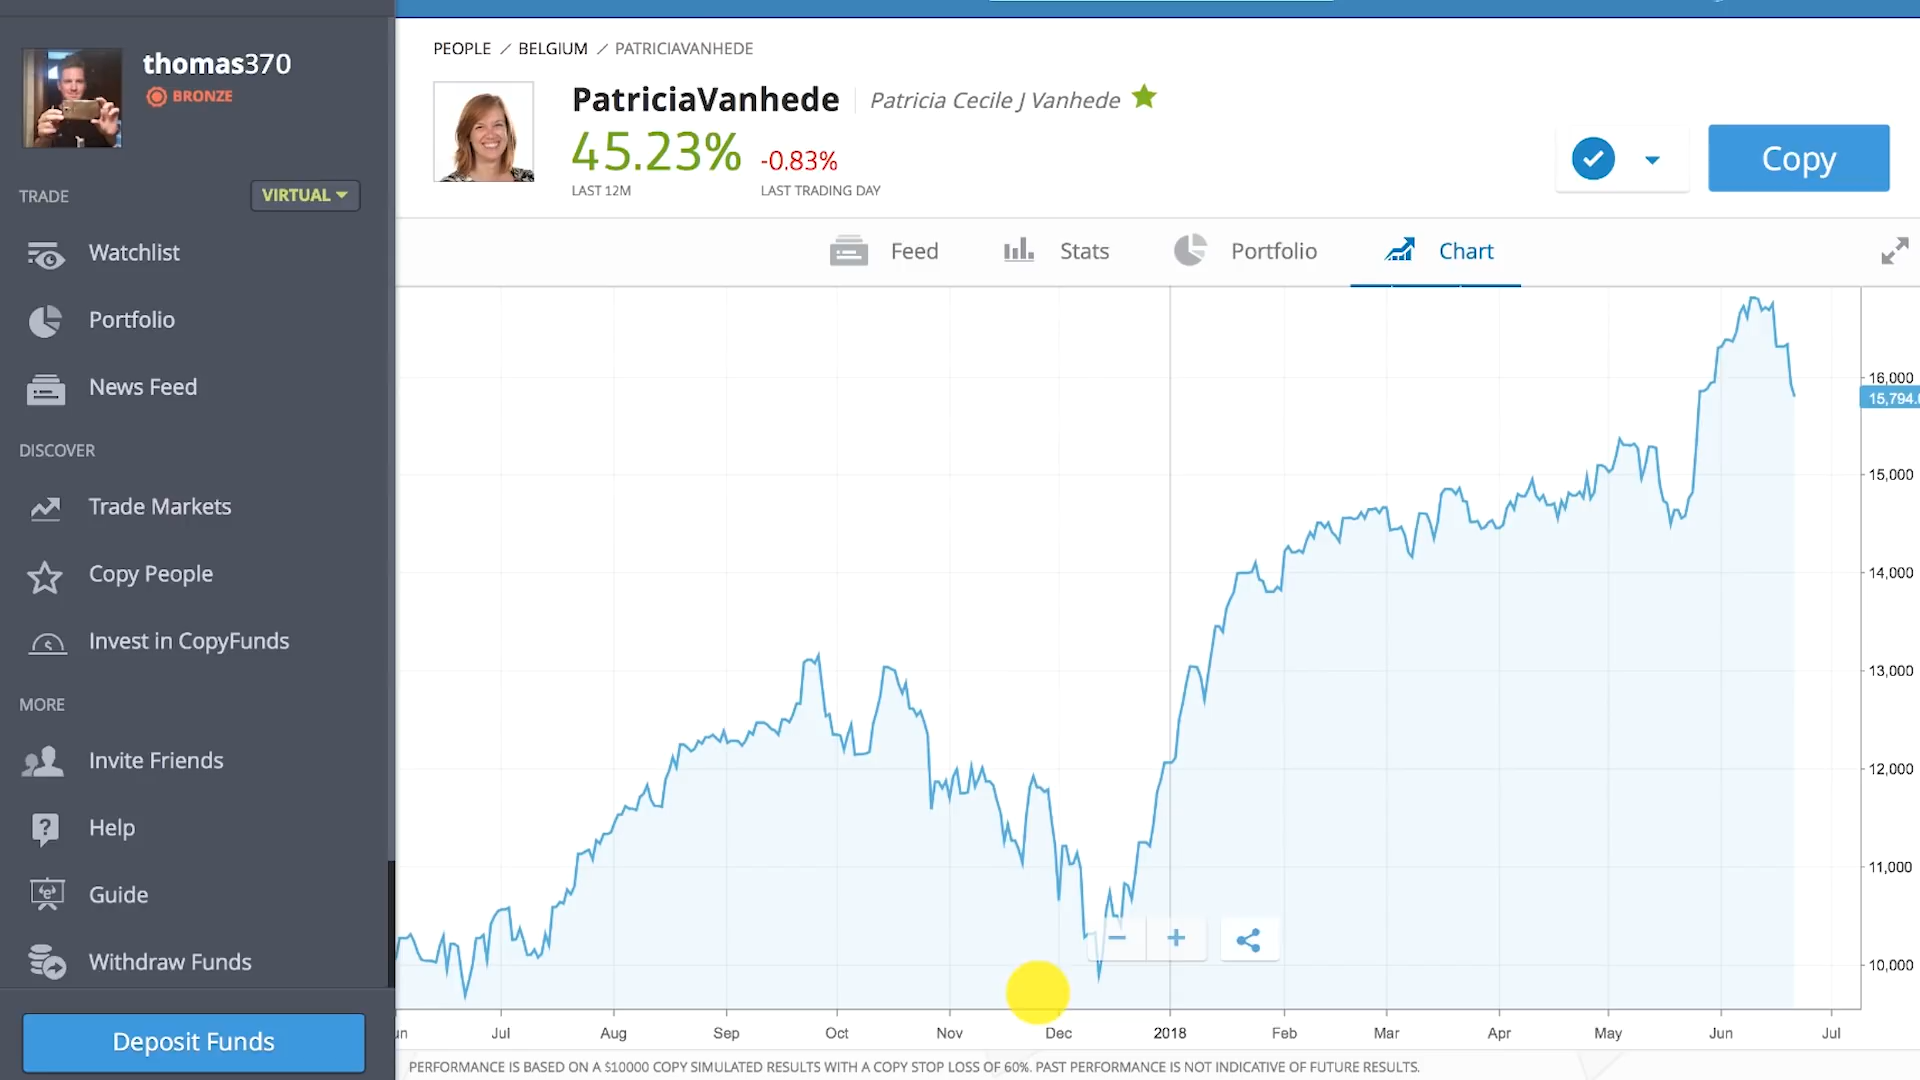 thomas370
BRONZE
TRADE
VIRTUAL
Watchlist
Portfolio
News Feed
DISCOVER
Trade Markets
Copy People
Invest in CopyFunds
MORE
Invite Friends
Help
Guide
Withdraw Funds
Deposit Funds
PEOPLE / BELGIUM / PATRICIAVANHEDE
PatriciaVanhede Patricia Cecile J Vanhede
45.23% -0.83%
LAST 12M LAST TRADING DAY
Copy
Feed Stats Portfolio Chart
16,000
15,794.
15,000
14,000
13,000
12,000
11,000
10,000
Jul Aug Sep Oct Nov Dec 2018 Feb Mar Apr May Jun Jul
PERFORMANCE IS BASED ON A $10000 COPY SIMULATED RESULTS WITH A COPY STOP LOSS OF 60%. PAST PERFORMANCE IS NOT INDICATIVE OF FUTURE RESULTS.